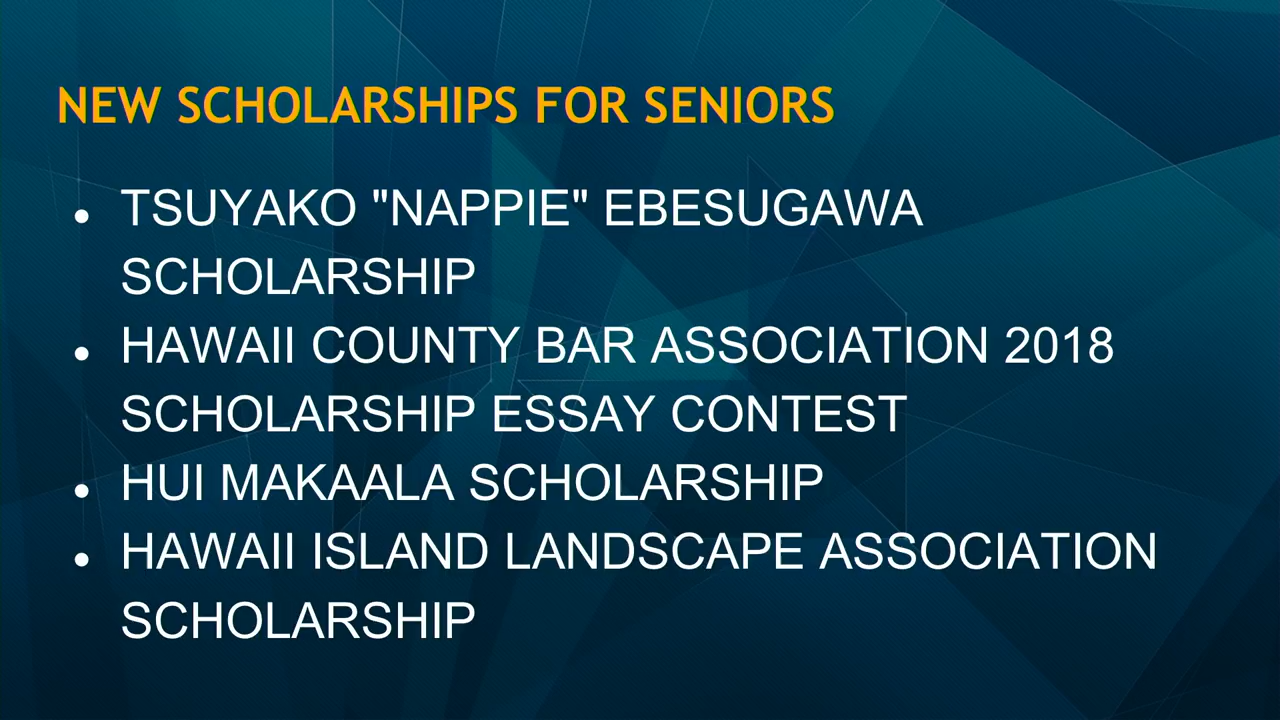 NEW SCHOLARSHIPS FOR SENIORS
• TSUYAKO "NAPPIE" EBESUGAWA
SCHOLARSHIP
• HAWAII COUNTY BAR ASSOCIATION 2018
SCHOLARSHIP ESSAY CONTEST
• HUI MAKAALA SCHOLARSHIP
• HAWAII ISLAND LANDSCAPE ASSOCIATION
SCHOLARSHIP